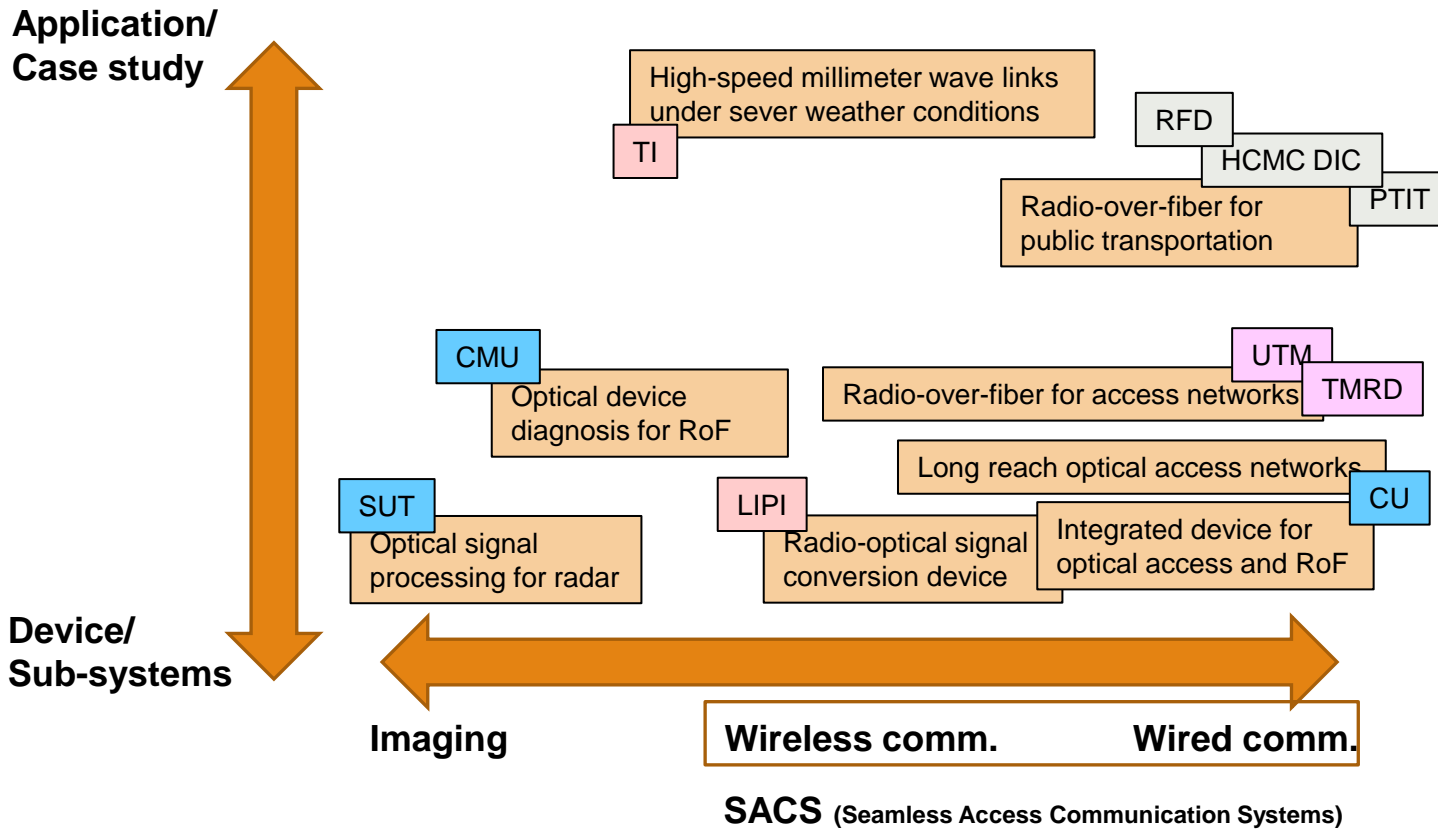 Application/
Case study
High-speed millimeter wave links
under sever weather conditions
TI
RFD
HCMC DIC
PTIT
Radio-over-fiber for
public transportation
CMU
Optical device
diagnosis for RoF
UTM
TMRD
Radio-over-fiber for access networks
Long reach optical access networks
CU
SUT
Optical signal
processing for radar
LIPI
Radio-optical signal
conversion device
Integrated device for
optical access and RoF
Device/
Sub-systems
Imaging
Wireless comm.
Wired comm.
SACS (Seamless Access Communication Systems)